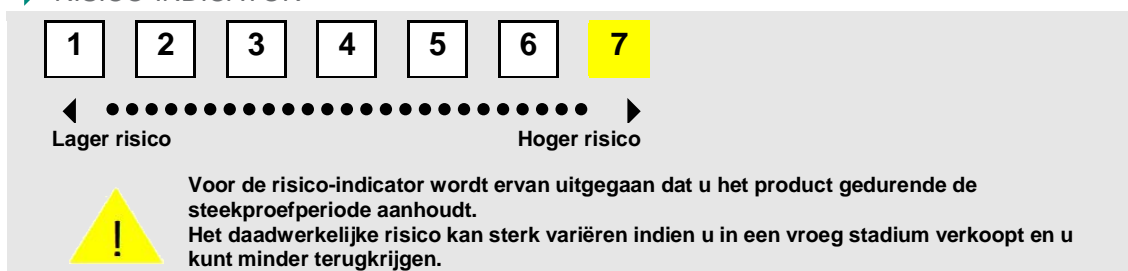 RISICO-INDICATOR
1 2 3 4 5 6 7
Lager risico Hoger risico
!
Voor de risico-indicator wordt ervan uitgegaan dat u het product gedurende de
steekproefperiode aanhoudt.
Het daadwerkelijke risico kan sterk variëren indien u in een vroeg stadium verkoopt en u
kunt minder terugkrijgen.